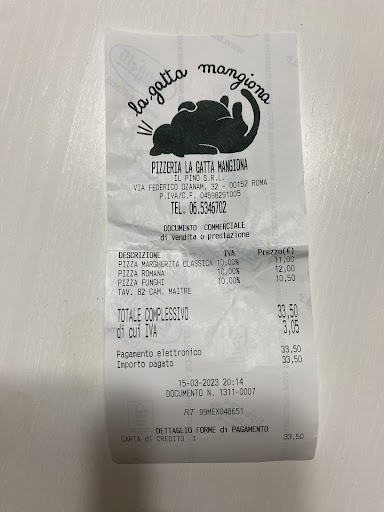 la gatta mangiona
PIZZERIA LA GATTA MANGIONA
IL PINO S.R.L.
VIA FEDERICO OZANAM, 32 - 00152 ROMA
P.IVA/C.F. 04598291005
TEL. 06.5346702
DOCUMENTO COMMERCIALE
di vendita o prestazione
DESCRIZIONE IVA Prezzo(€)
PIZZA MARGHERITA CLASSICA 10,00% 11,00
PIZZA ROMANA 10,00% 12,00
PIZZA FUNGHI 10,00% 10,50
TAV. 82 CAM. MAITRE
TOTALE COMPLESSIVO 33,50
di cui IVA 3,05
Pagamento elettronico 33,50
Importo pagato 33,50
15-03-2023 20:14
DOCUMENTO N. 1311-0007
RT 99MEX048651
DETTAGLIO FORME di PAGAMENTO
CARTA di CREDITO 1 33,50